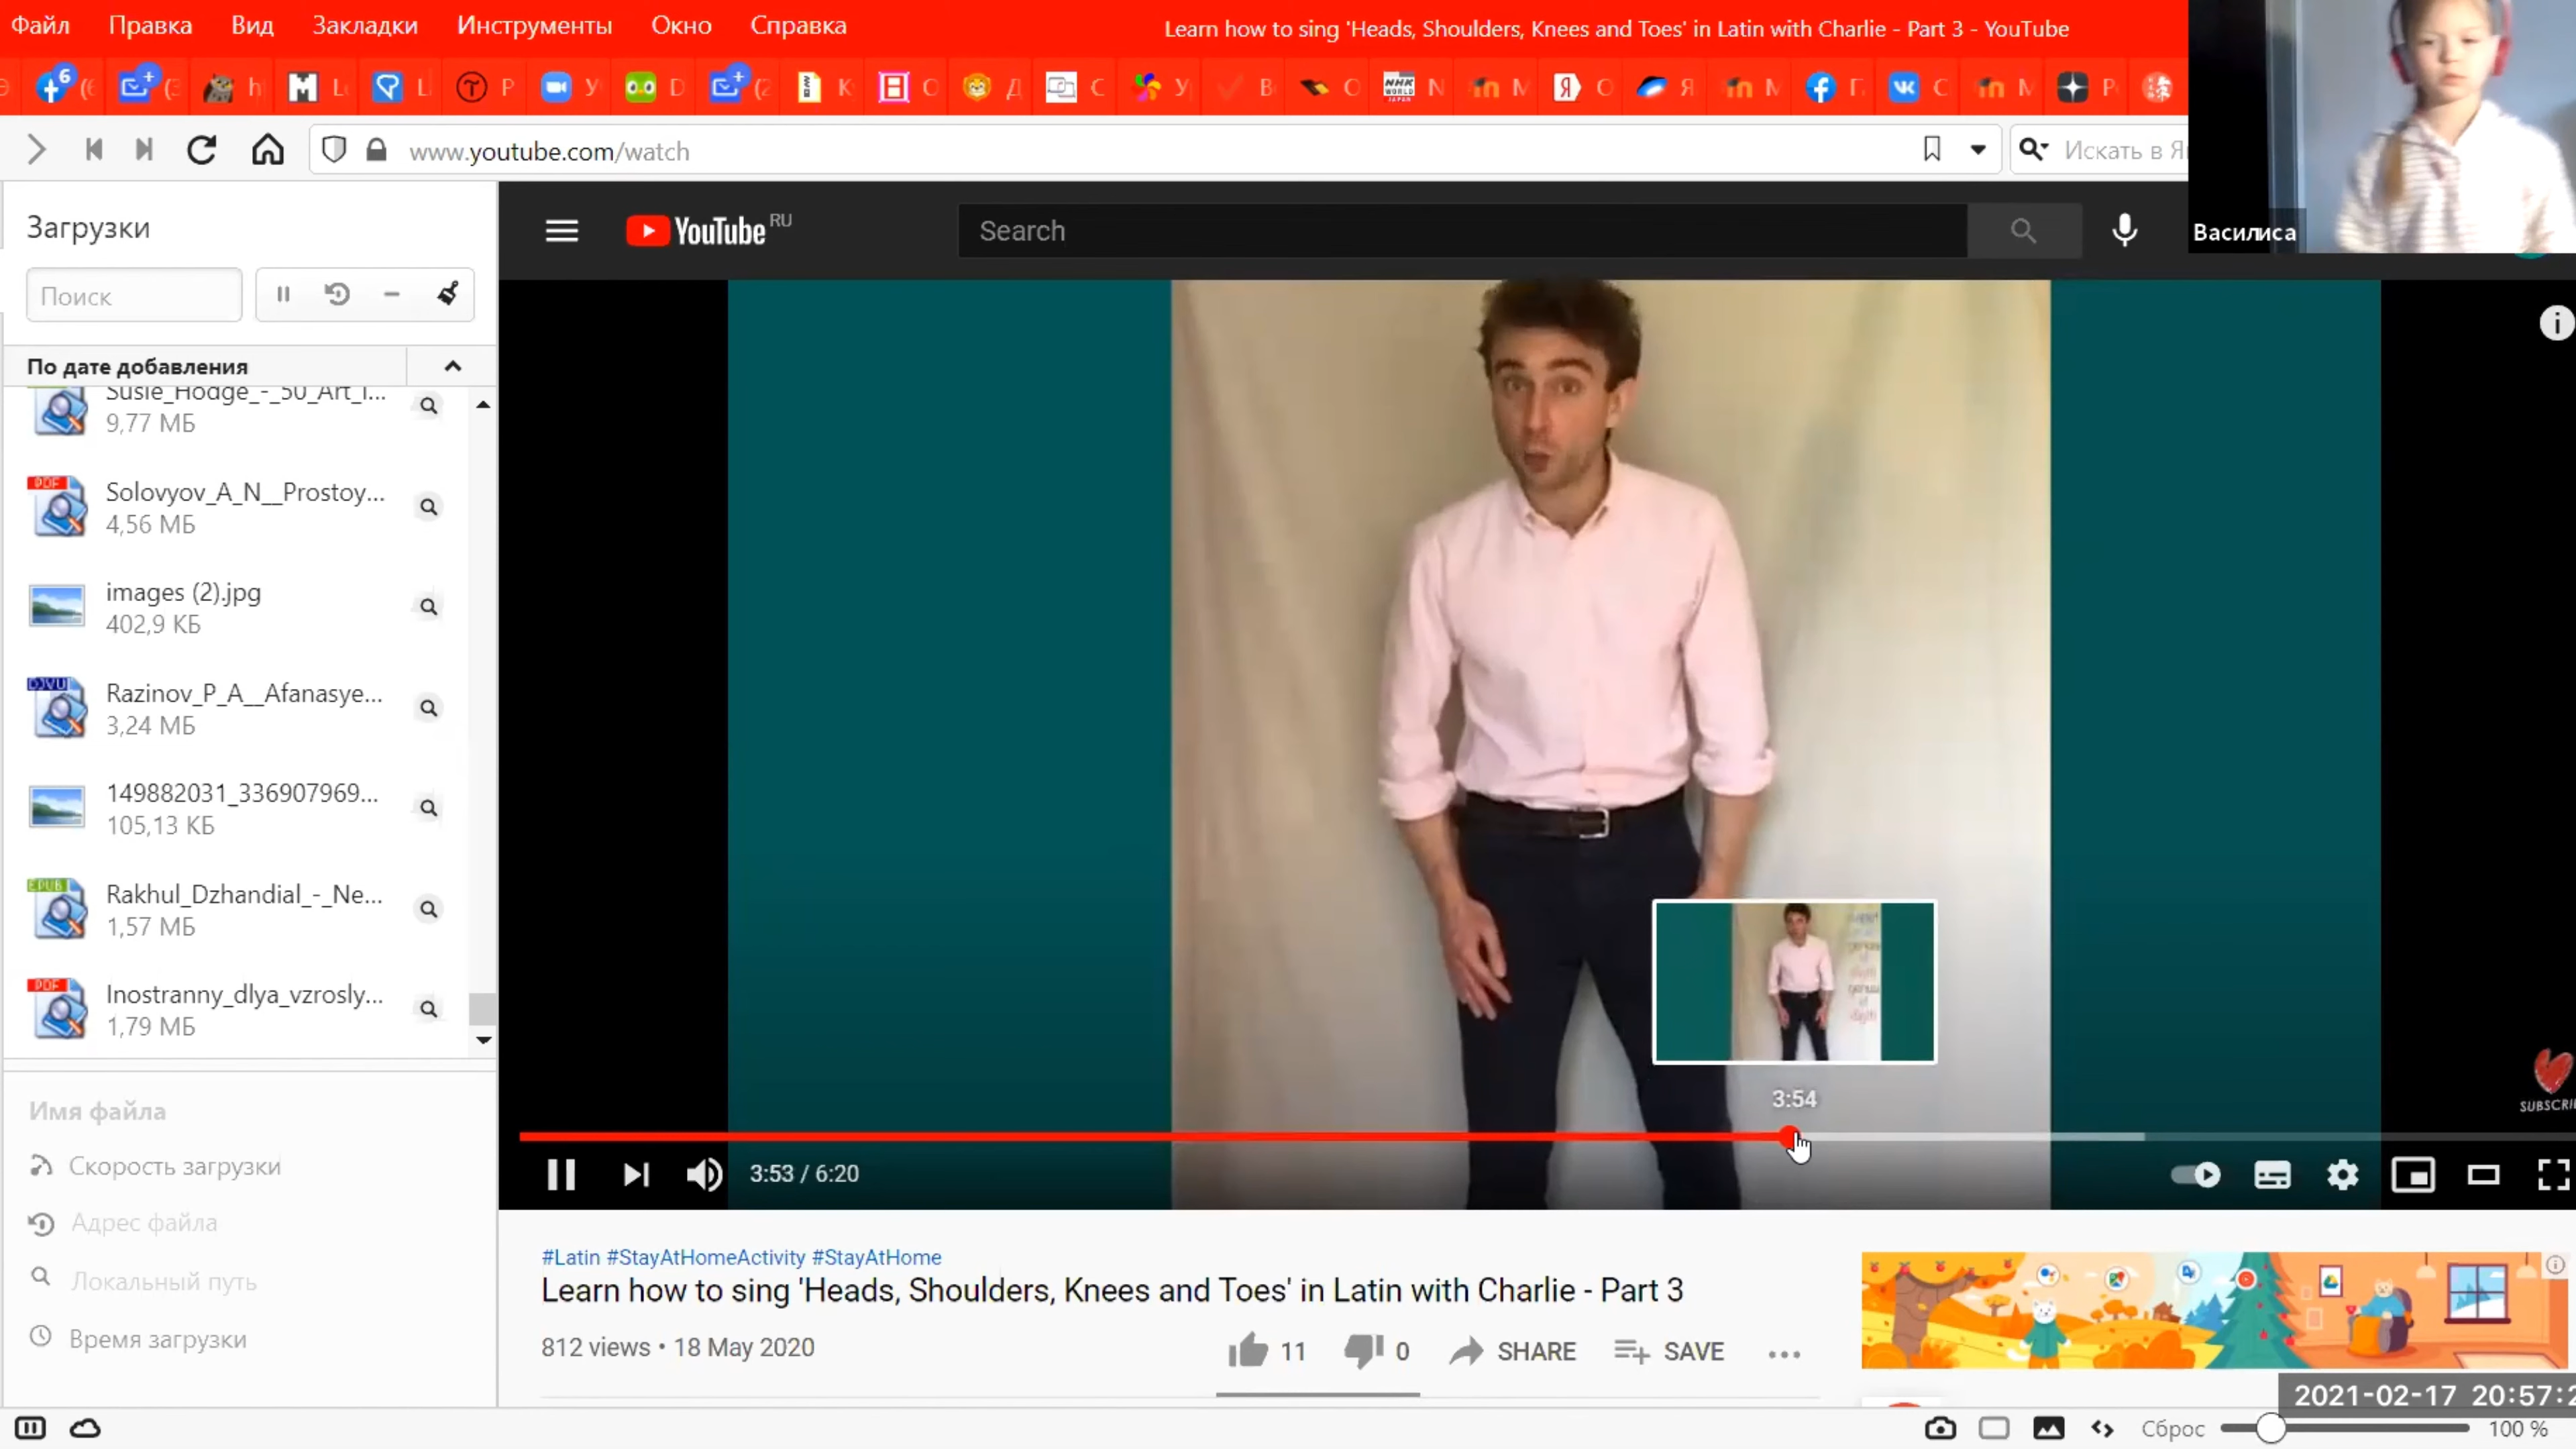 Файл Правка Вид Закладки Инструменты Окно Справка
Learn how to sing 'Heads, Shoulders, Knees and Toes' in Latin with Charlie - Part 3 - YouTube
www.youtube.com/watch
Искать в Я
Василиса
Загрузки
Поиск
По дате добавления
Susie_Hodge_-_50_Art_I...
9,77 МБ
Solovyov_A_N__Prostoy...
4,56 МБ
images (2).jpg
402,9 КБ
Razinov_P_A__Afanasye...
3,24 МБ
149882031_336907969...
105,13 КБ
Rakhul_Dzhandial_-_Ne...
1,57 МБ
Inostranny_dlya_vzrosly...
1,79 МБ
Имя файла
Скорость загрузки
Адрес файла
Локальный путь
Время загрузки
YouTube RU
Search
3:54
SUBSCRI
3:53 / 6:20
#Latin #StayAtHomeActivity #StayAtHome
Learn how to sing 'Heads, Shoulders, Knees and Toes' in Latin with Charlie - Part 3
812 views • 18 May 2020
11 0 SHARE SAVE
2021-02-17 20:57:2
Сброс 100 %